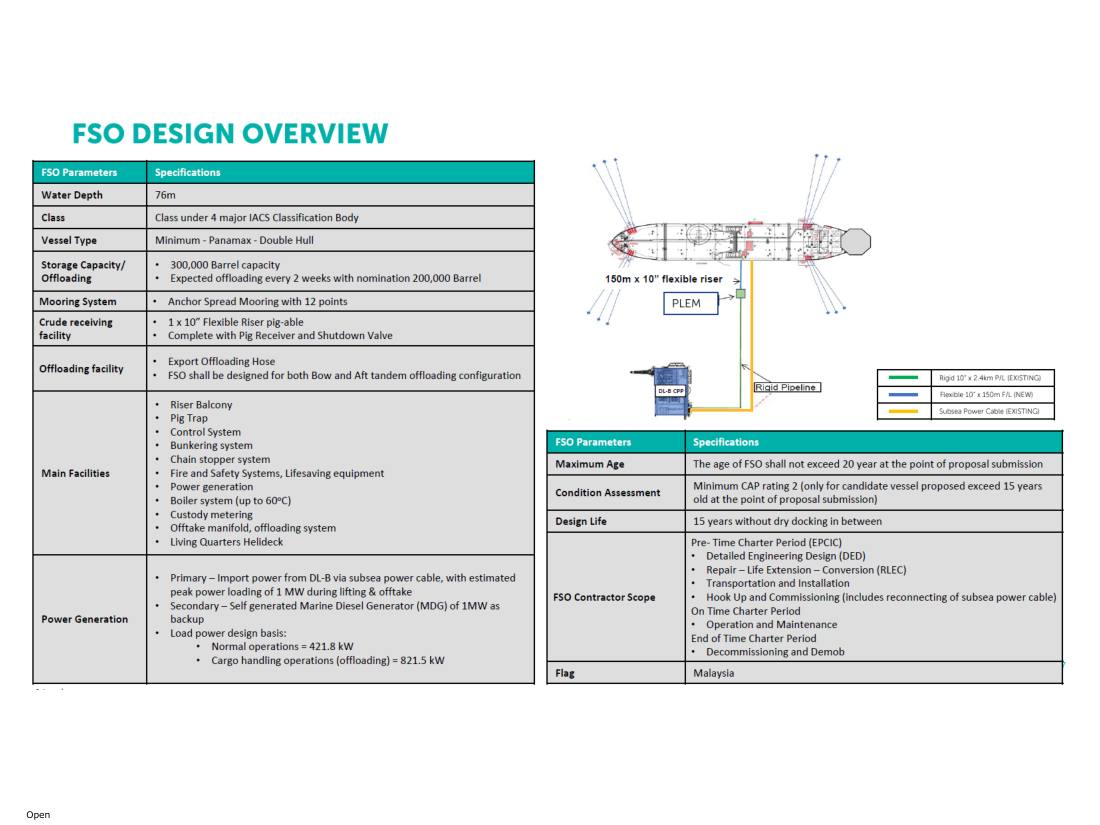 FSO DESIGN OVERVIEW
FSO Parameters
Specifications
Water Depth
76m
Class
Class under 4 major IACS Classification Body
Vessel Type
Minimum - Panamax - Double Hull
Storage Capacity/
Offloading
• 300,000 Barrel capacity
• Expected offloading every 2 weeks with nomination 200,000 Barrel
Mooring System
• Anchor Spread Mooring with 12 points
Crude receiving
facility
• 1 x 10” Flexible Riser pig-able
• Complete with Pig Receiver and Shutdown Valve
Offloading facility
• Export Offloading Hose
• FSO shall be designed for both Bow and Aft tandem offloading configuration
Main Facilities
• Riser Balcony
• Pig Trap
• Control System
• Bunkering system
• Chain stopper system
• Fire and Safety Systems, Lifesaving equipment
• Power generation
• Boiler system (up to 60ºC)
• Custody metering
• Offtake manifold, offloading system
• Living Quarters Helideck
Power Generation
• Primary – Import power from DL-B via subsea power cable, with estimated
peak power loading of 1 MW during lifting & offtake
• Secondary – Self generated Marine Diesel Generator (MDG) of 1MW as
backup
• Load power design basis:
• Normal operations = 421.8 kW
• Cargo handling operations (offloading) = 821.5 kW
150m x 10” flexible riser
PLEM
DL-B CPP
Rigid Pipeline
Rigid 10” x 2.4km P/L (EXISTING)
Flexible 10” x 150m F/L (NEW)
Subsea Power Cable (EXISTING)
FSO Parameters
Specifications
Maximum Age
The age of FSO shall not exceed 20 year at the point of proposal submission
Condition Assessment
Minimum CAP rating 2 (only for candidate vessel proposed exceed 15 years
old at the point of proposal submission)
Design Life
15 years without dry docking in between
FSO Contractor Scope
Pre- Time Charter Period (EPCIC)
• Detailed Engineering Design (DED)
• Repair – Life Extension – Conversion (RLEC)
• Transportation and Installation
• Hook Up and Commissioning (includes reconnecting of subsea power cable)
On Time Charter Period
• Operation and Maintenance
End of Time Charter Period
• Decommissioning and Demob
Flag
Malaysia
Open